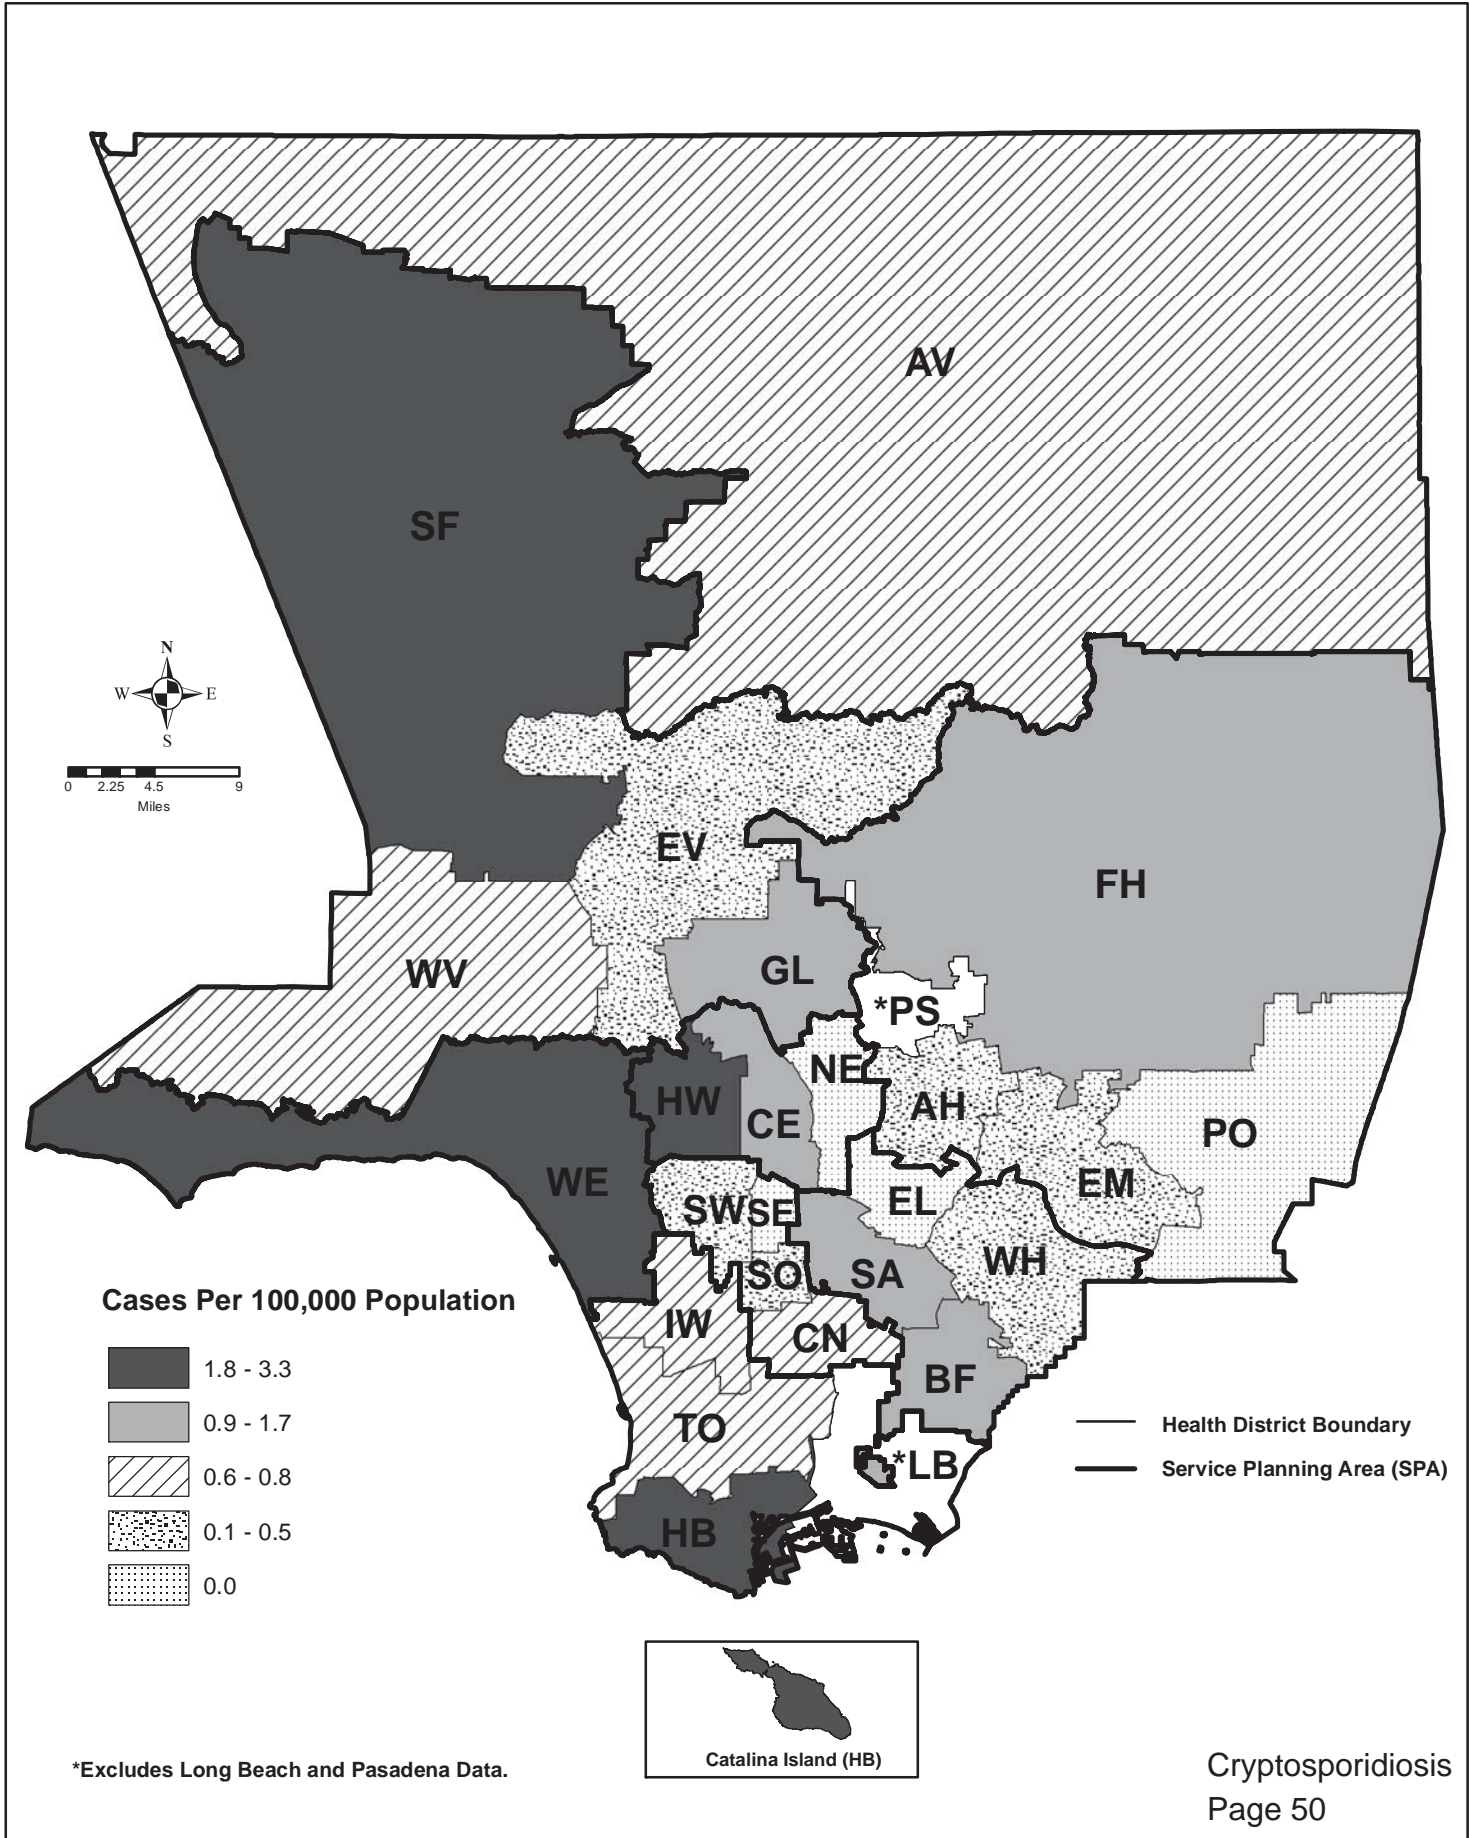 AV
SF
N
W E
S
0 2.25 4.5 9
Miles
EV
FH
WV
GL
*PS
NE
HW
AH
CE
PO
WE
EM
EL
SW
SE
WH
SO
SA
Cases Per 100,000 Population
IW
CN
1.8 - 3.3
BF
0.9 - 1.7
TO
Health District Boundary
*LB
Service Planning Area (SPA)
0.6 - 0.8
0.1 - 0.5
HB
0.0
Catalina Island (HB)
*Excludes Long Beach and Pasadena Data.
Cryptosporidiosis
Page 50